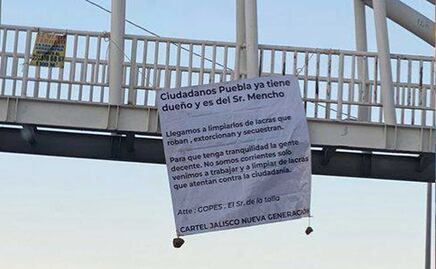 Ciudadanos Puebla ya tiene
dueño y es del Sr. Mencho
Llegamos a limpiarlos de lacras que
roban , extorcionan y secuestran.
Para que tenga tranquilidad la gente
decente. No somos corrientes solo
venimos a trabajar y a limpiar de lacras
que atentan contra la ciudadanía.
Atte : GOPES , El Sr. de la
CARTEL JALISCO NUEVA GENERACIÓN